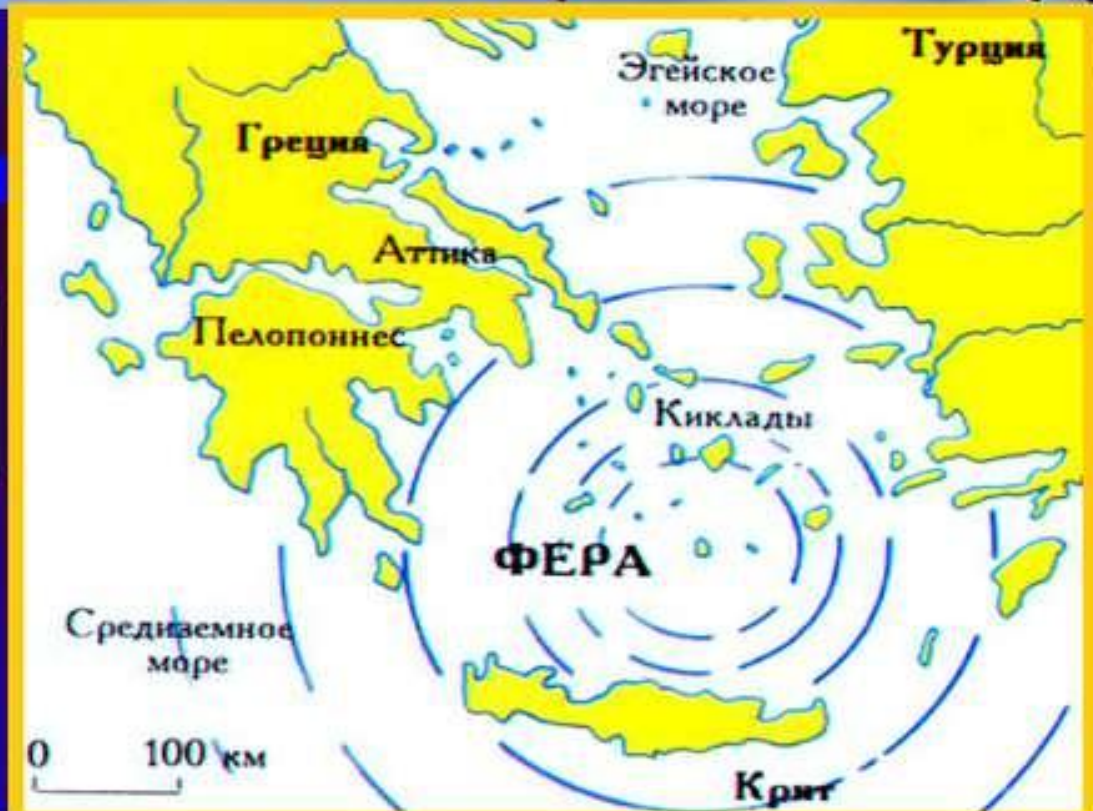 Турция
Эгейское
море
Греция
Аттика
Пелопоннес
Киклады
ФЕРА
Средиземное
море
0 100 км
Крит